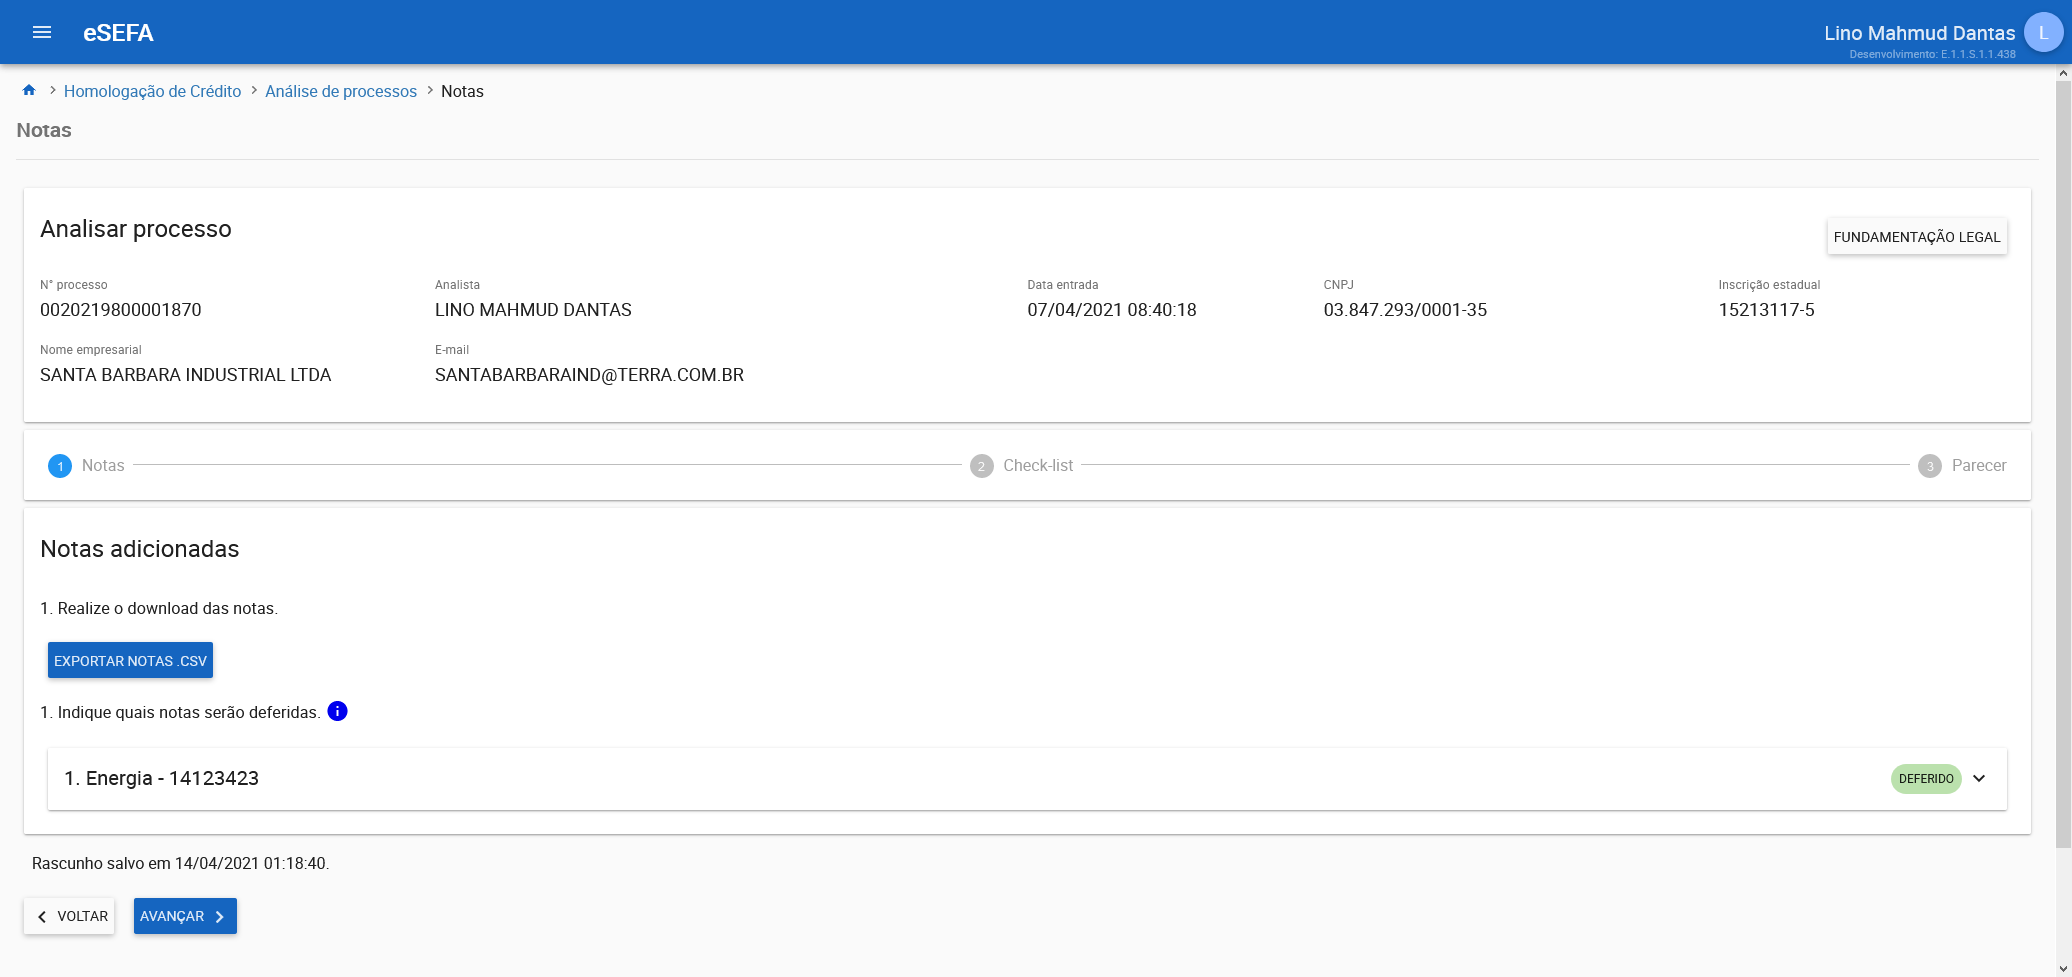 eSEFA
Lino Mahmud Dantas
L
Desenvolvimento: E.1.1.S.1.1.438
Homologação de Crédito
Análise de processos
Notas
Notas
Analisar processo
FUNDAMENTAÇÃO LEGAL
N° processo
0020219800001870
Analista
LINO MAHMUD DANTAS
Data entrada
07/04/2021 08:40:18
CNPJ
03.847.293/0001-35
Inscrição estadual
15213117-5
Nome empresarial
SANTA BARBARA INDUSTRIAL LTDA
E-mail
SANTABARBARAIND@TERRA.COM.BR
1 Notas
2 Check-list
3 Parecer
Notas adicionadas
1. Realize o download das notas.
EXPORTAR NOTAS .CSV
1. Indique quais notas serão deferidas.
1. Energia - 14123423
DEFERIDO
Rascunho salvo em 14/04/2021 01:18:40.
VOLTAR
AVANÇAR